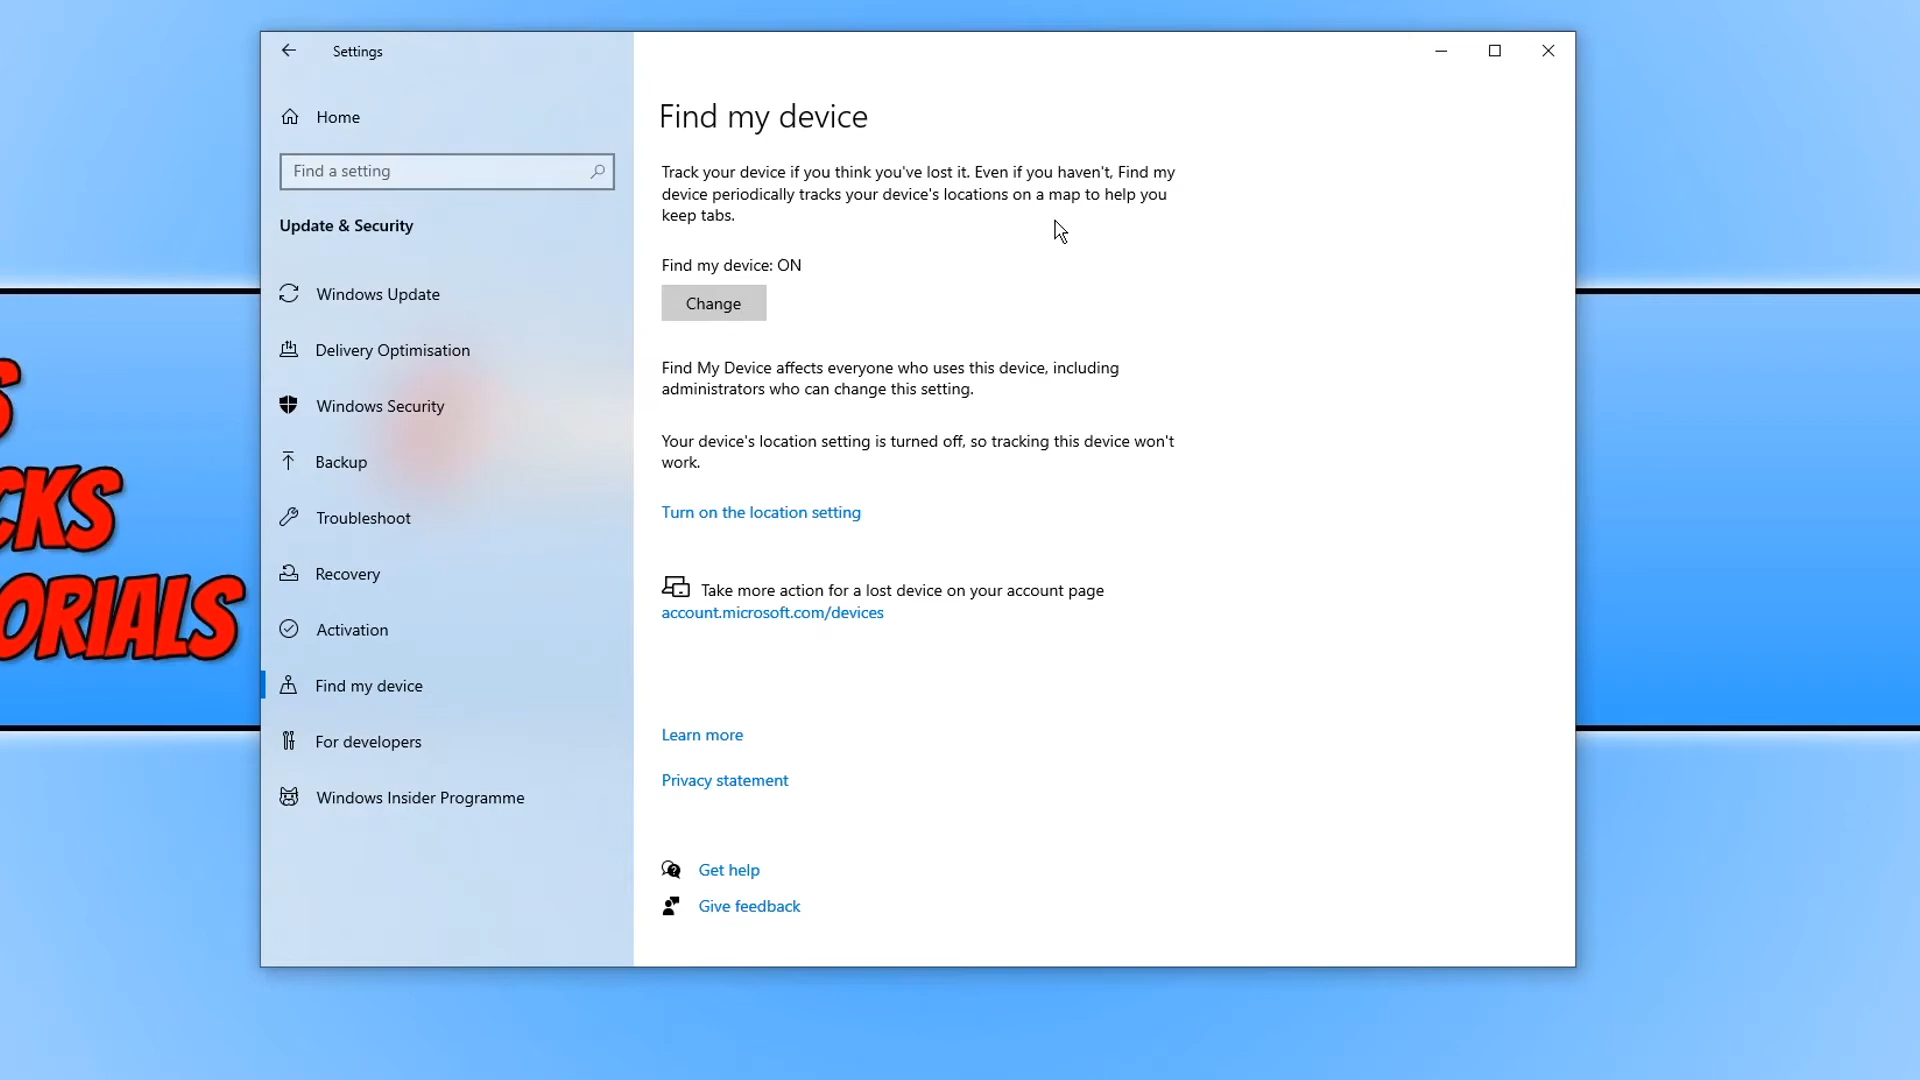 Settings
Home
Find a setting
Update & Security
Windows Update
Delivery Optimisation
Windows Security
Backup
Troubleshoot
Recovery
Activation
Find my device
For developers
Windows Insider Programme
Find my device
Track your device if you think you've lost it. Even if you haven't, Find my
device periodically tracks your device's locations on a map to help you
keep tabs.
Find my device: ON
Change
Find My Device affects everyone who uses this device, including
administrators who can change this setting.
Your device's location setting is turned off, so tracking this device won't
work.
Turn on the location setting
Take more action for a lost device on your account page
account.microsoft.com/devices
Learn more
Privacy statement
Get help
Give feedback